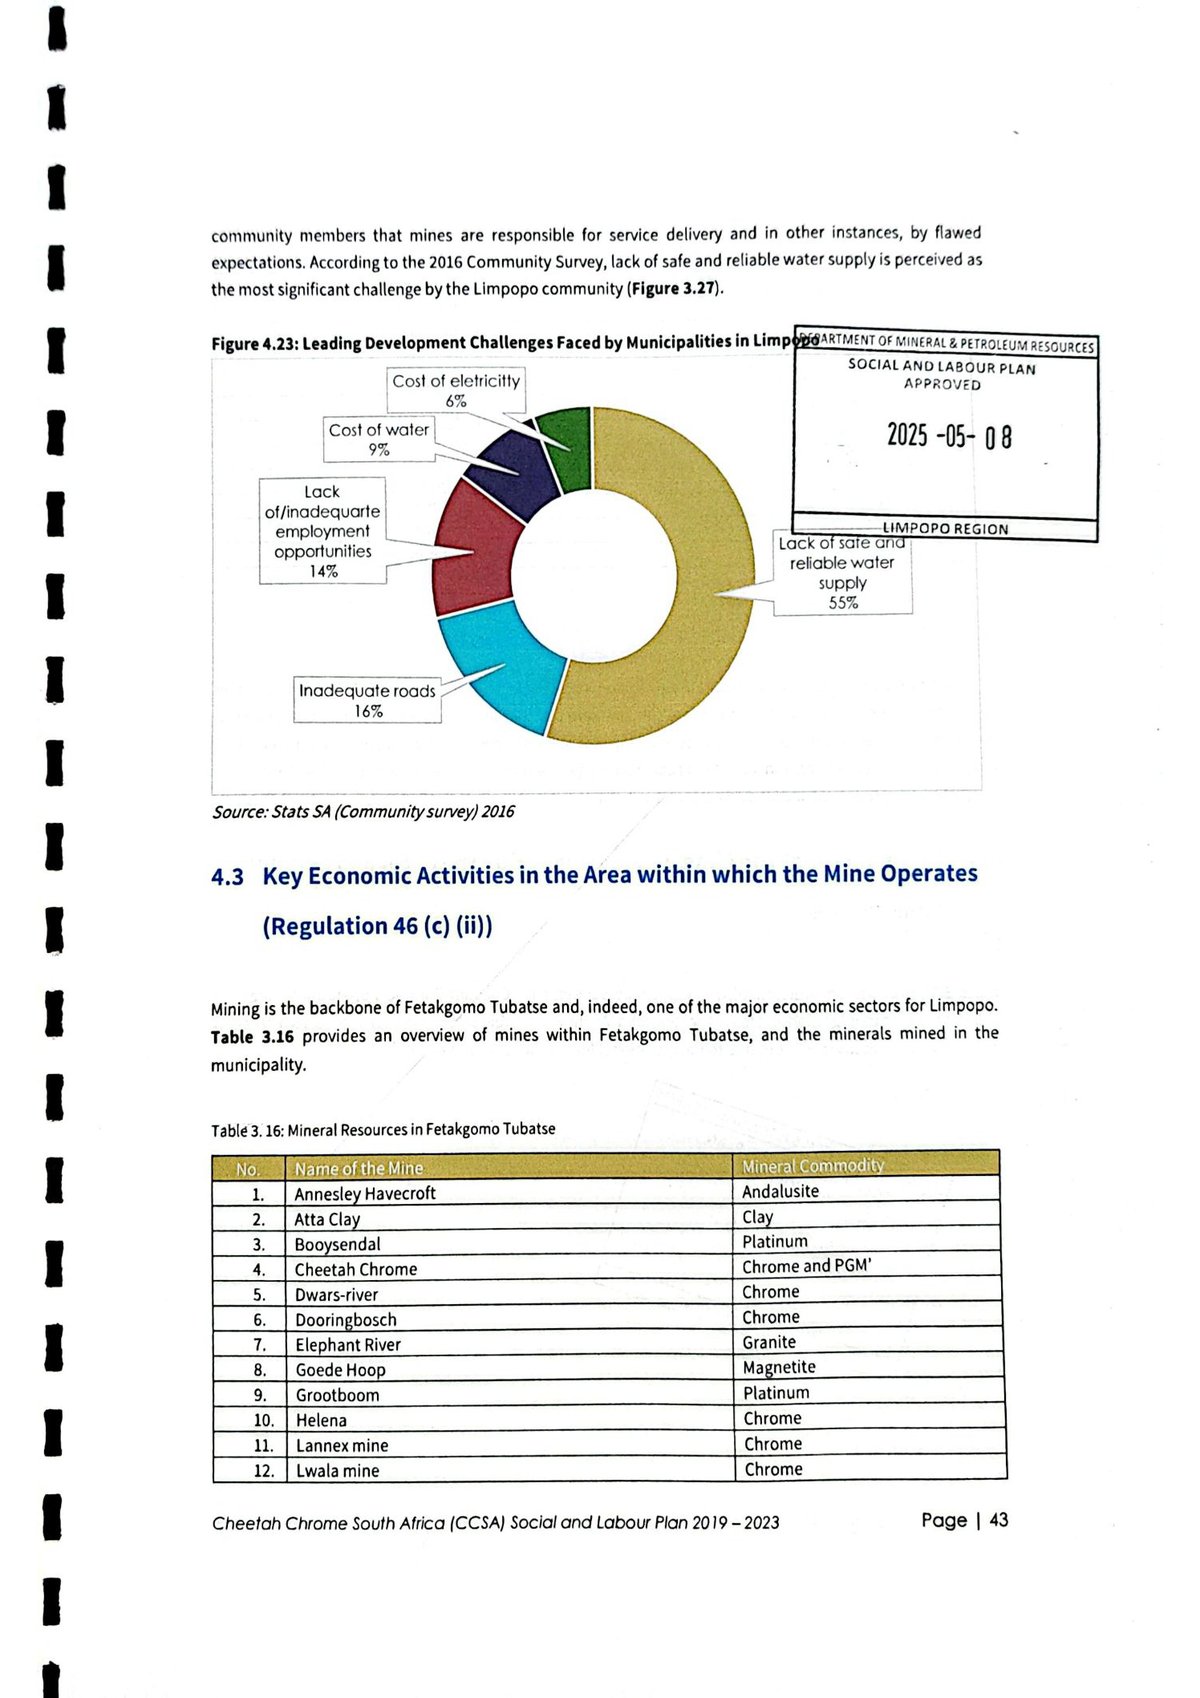 community members that mines are responsible for service delivery and in other instances, by flawed
expectations. According to the 2016 Community Survey, lack of safe and reliable water supply is perceived as
the most significant challenge by the Limpopo community (Figure 3.27).
Figure 4.23: Leading Development Challenges Faced by Municipalities in Limpopo
DEPARTMENT OF MINERAL & PETROLEUM RESOURCES
SOCIAL AND LABOUR PLAN
APPROVED
2025 -05- 08
LIMPOPO REGION
Cost of eletricitty
6%
Cost of water
9%
Lack
of/inadequarte
employment
opportunities
14%
Lack of safe and
reliable water
supply
55%
Inadequate roads
16%
Source: Stats SA (Community survey) 2016
4.3 Key Economic Activities in the Area within which the Mine Operates
(Regulation 46 (c) (ii))
Mining is the backbone of Fetakgomo Tubatse and, indeed, one of the major economic sectors for Limpopo.
Table 3.16 provides an overview of mines within Fetakgomo Tubatse, and the minerals mined in the
municipality.
Table 3. 16: Mineral Resources in Fetakgomo Tubatse
No. Name of the Mine Mineral Commodity
1. Annesley Havecroft Andalusite
2. Atta Clay Clay
3. Booysendal Platinum
4. Cheetah Chrome Chrome and PGM'
5. Dwars-river Chrome
6. Dooringbosch Chrome
7. Elephant River Granite
8. Goede Hoop Magnetite
9. Grootboom Platinum
10. Helena Chrome
11. Lannex mine Chrome
12. Lwala mine Chrome
Cheetah Chrome South Africa (CCSA) Social and Labour Plan 2019 – 2023 Page | 43